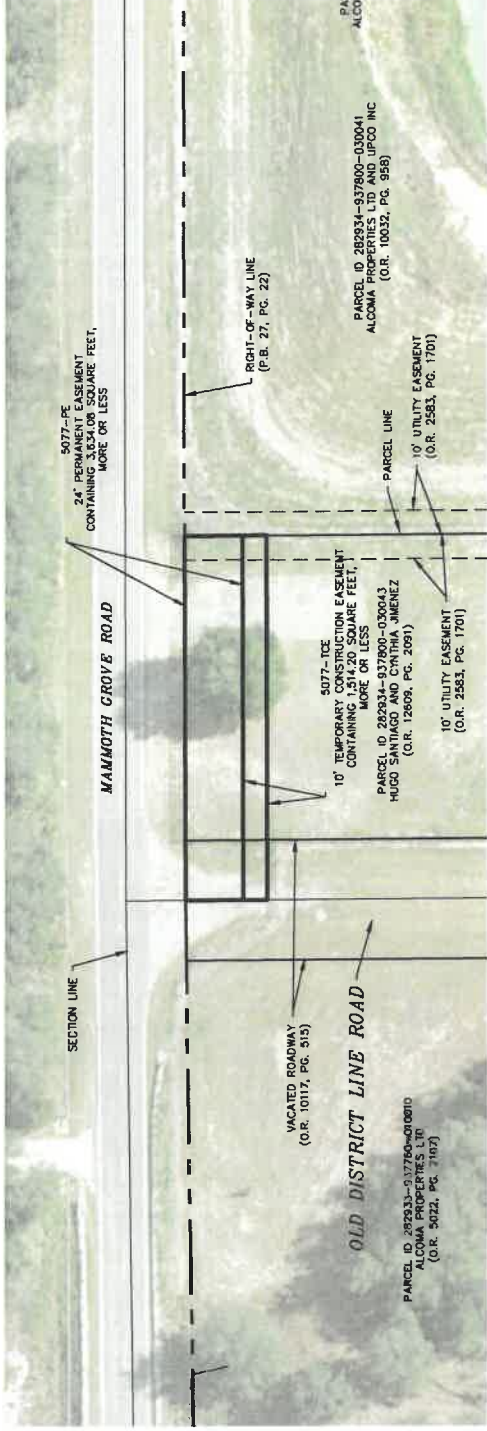 5077-PE
24' PERMANENT EASEMENT
CONTAINING 3,634.08 SQUARE FEET,
MORE OR LESS
MAMMOTH GROVE ROAD
SECTION LINE
RIGHT-OF-WAY LINE
(P.B. 27, PG. 22)
PARCEL ID 282934-937800-030041
ALCOMA PROPERTIES LTD AND UPCO INC
(O.R. 10032, PG. 958)
PA
ALCO
5077-TCE
10' TEMPORARY CONSTRUCTION EASEMENT
CONTAINING 1,514.20 SQUARE FEET,
MORE OR LESS
PARCEL ID 282934-937800-030043
HUGO SANTIAGO AND CYNTHIA JIMENEZ
(O.R. 12609, PG. 2091)
PARCEL LINE
10' UTILITY EASEMENT
(O.R. 2583, PG. 1701)
10' UTILITY EASEMENT
(O.R. 2583, PG. 1701)
VACATED ROADWAY
(O.R. 10117, PG. 515)
OLD DISTRICT LINE ROAD
PARCEL ID 282933-937760-010010
ALCOMA PROPERTIES LTD
(O.R. 5022, PG. 2107)